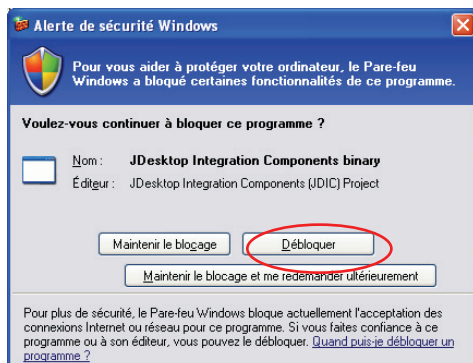 Alerte de sécurité Windows
Pour vous aider à protéger votre ordinateur, le Pare-feu
Windows a bloqué certaines fonctionnalités de ce programme.
Voulez-vous continuer à bloquer ce programme ?
Nom : JDesktop Integration Components binary
Éditeur : JDesktop Integration Components (JDIC) Project
Maintenir le blocage Débloquer
Maintenir le blocage et me redemander ultérieurement
Pour plus de sécurité, le Pare-feu Windows bloque actuellement l'acceptation des
connexions Internet ou réseau pour ce programme. Si vous faites confiance à ce
programme ou à son éditeur, vous pouvez le débloquer. Quand puis-je débloquer un
programme ?